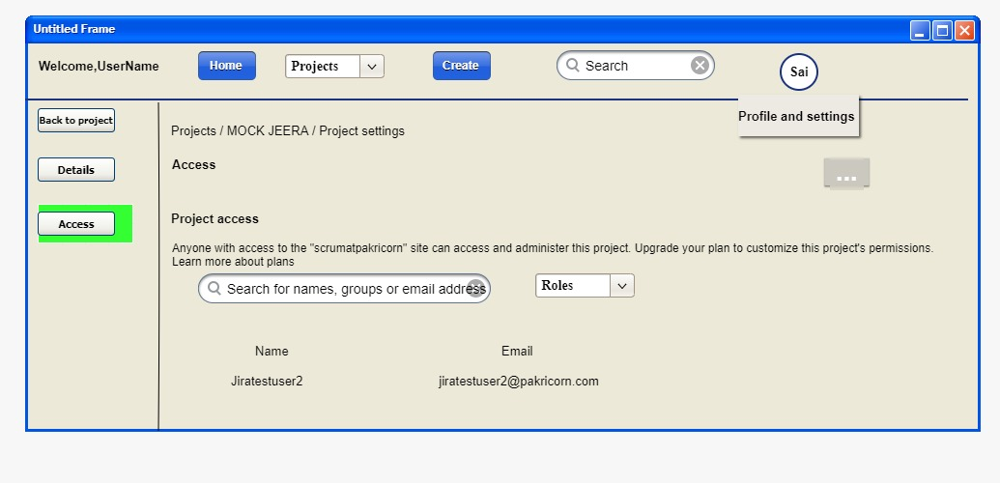 Untitled Frame
Welcome,UserName
Home
Projects
Create
Search
Sai
Profile and settings
Back to project
Projects / MOCK JEERA / Project settings
Details
Access
...
Access
Project access
Anyone with access to the "scrumatpakricorn" site can access and administer this project. Upgrade your plan to customize this project's permissions.
Learn more about plans
Search for names, groups or email address
Roles
Name
Email
Jiratestuser2
jiratestuser2@pakricorn.com